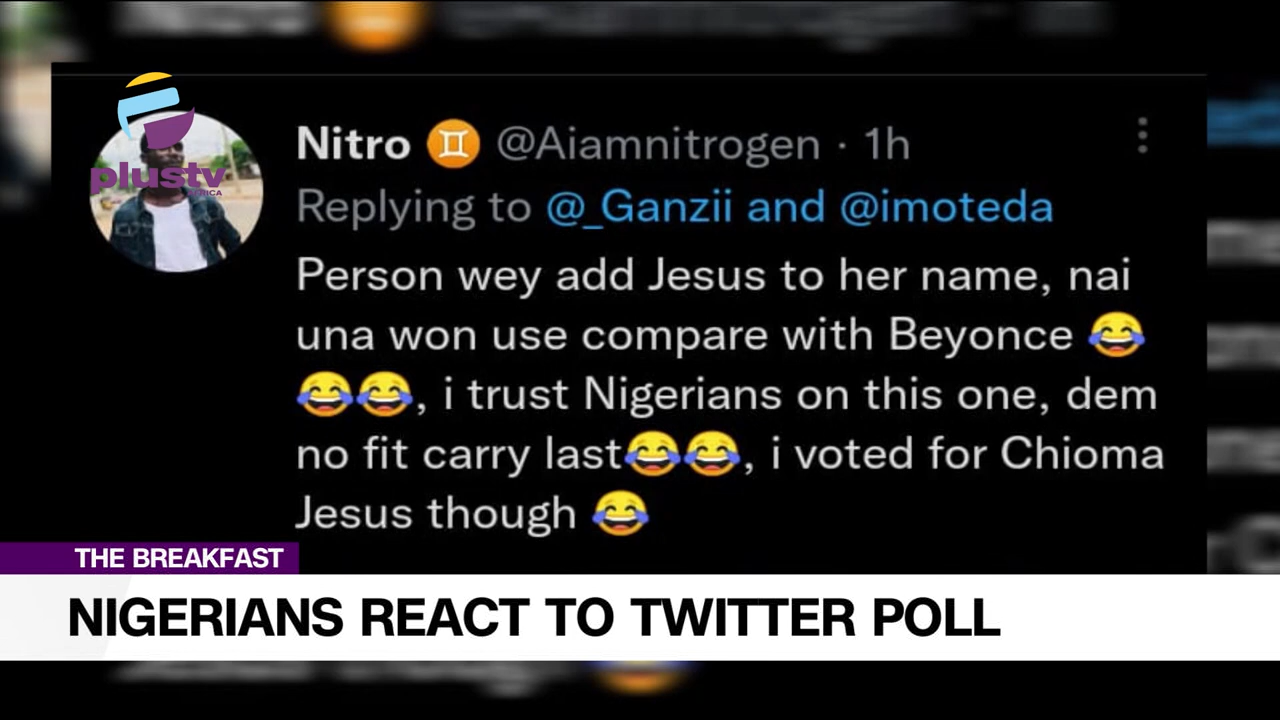 Nitro ♊ @Aiamnitrogen · 1h
plustv
AFRICA
Replying to @_Ganzii and @imoteda
Person wey add Jesus to her name, nai
una won use compare with Beyonce 😂
😂😂, i trust Nigerians on this one, dem
no fit carry last😂😂, i voted for Chioma
Jesus though 😂
THE BREAKFAST
NIGERIANS REACT TO TWITTER POLL